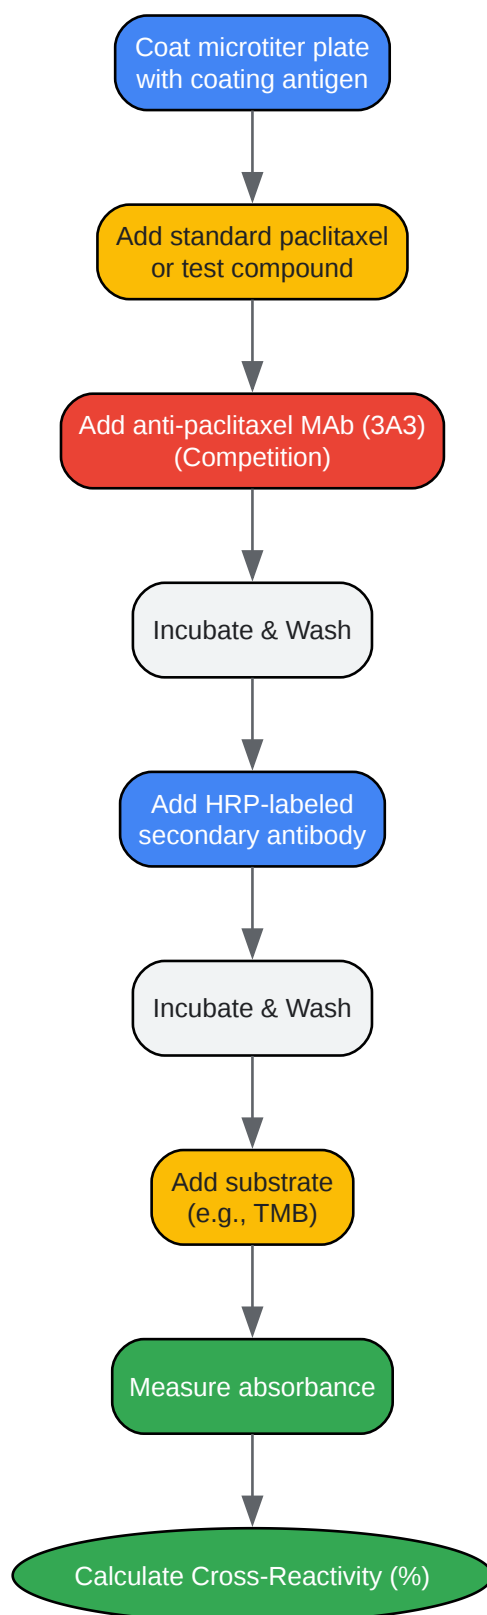 Coat microtiter plate
with coating antigen
Add standard paclitaxel
or test compound
Add anti-paclitaxel MAb (3A3)
(Competition)
Incubate & Wash
Add HRP-labeled
secondary antibody
Incubate & Wash
Add substrate
(e.g., TMB)
Measure absorbance
Calculate Cross-Reactivity (%)